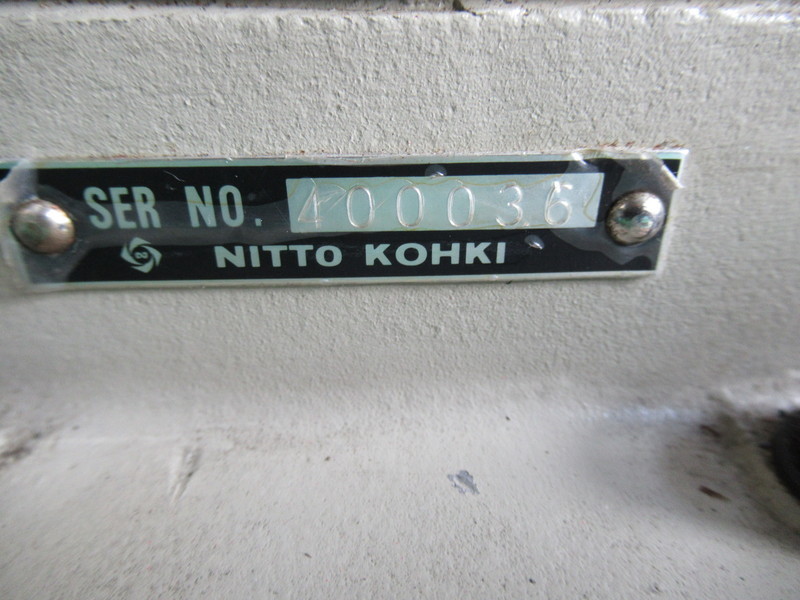 SER NO. 400036
NITTO KOHKI